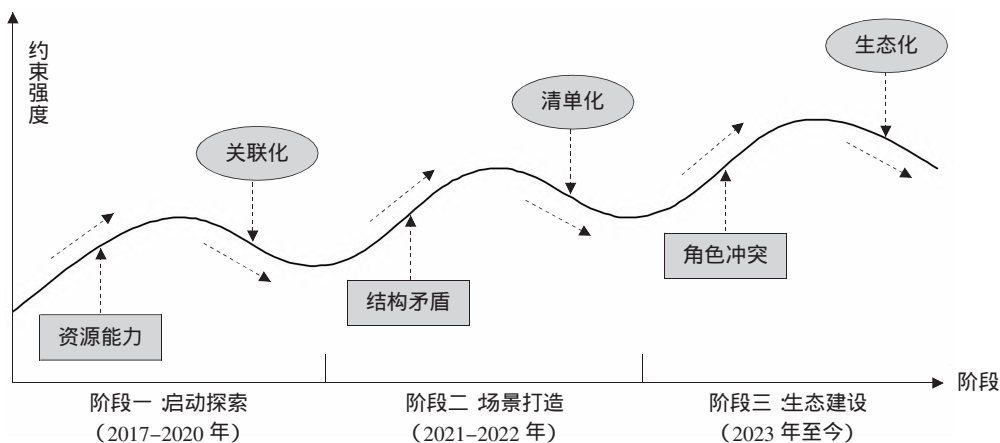 约束强度
生态化
清单化
关联化
角色冲突
结构矛盾
资源能力
阶段
阶段一:启动探索
(2017–2020 年)
阶段二:场景打造
(2021–2022 年)
阶段三:生态建设
(2023 年至今)